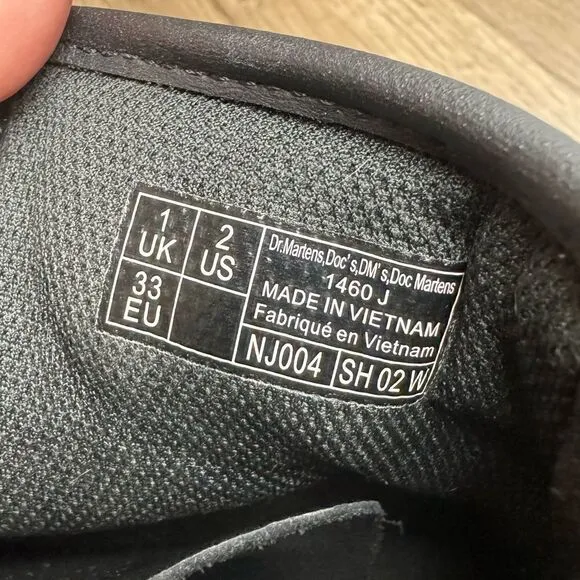 1
UK
2
US
33
EU
Dr.Martens,Doc's,DM's,Doc Martens
1460 J
MADE IN VIETNAM
Fabriqué en Vietnam
NJ004
SH 02 W